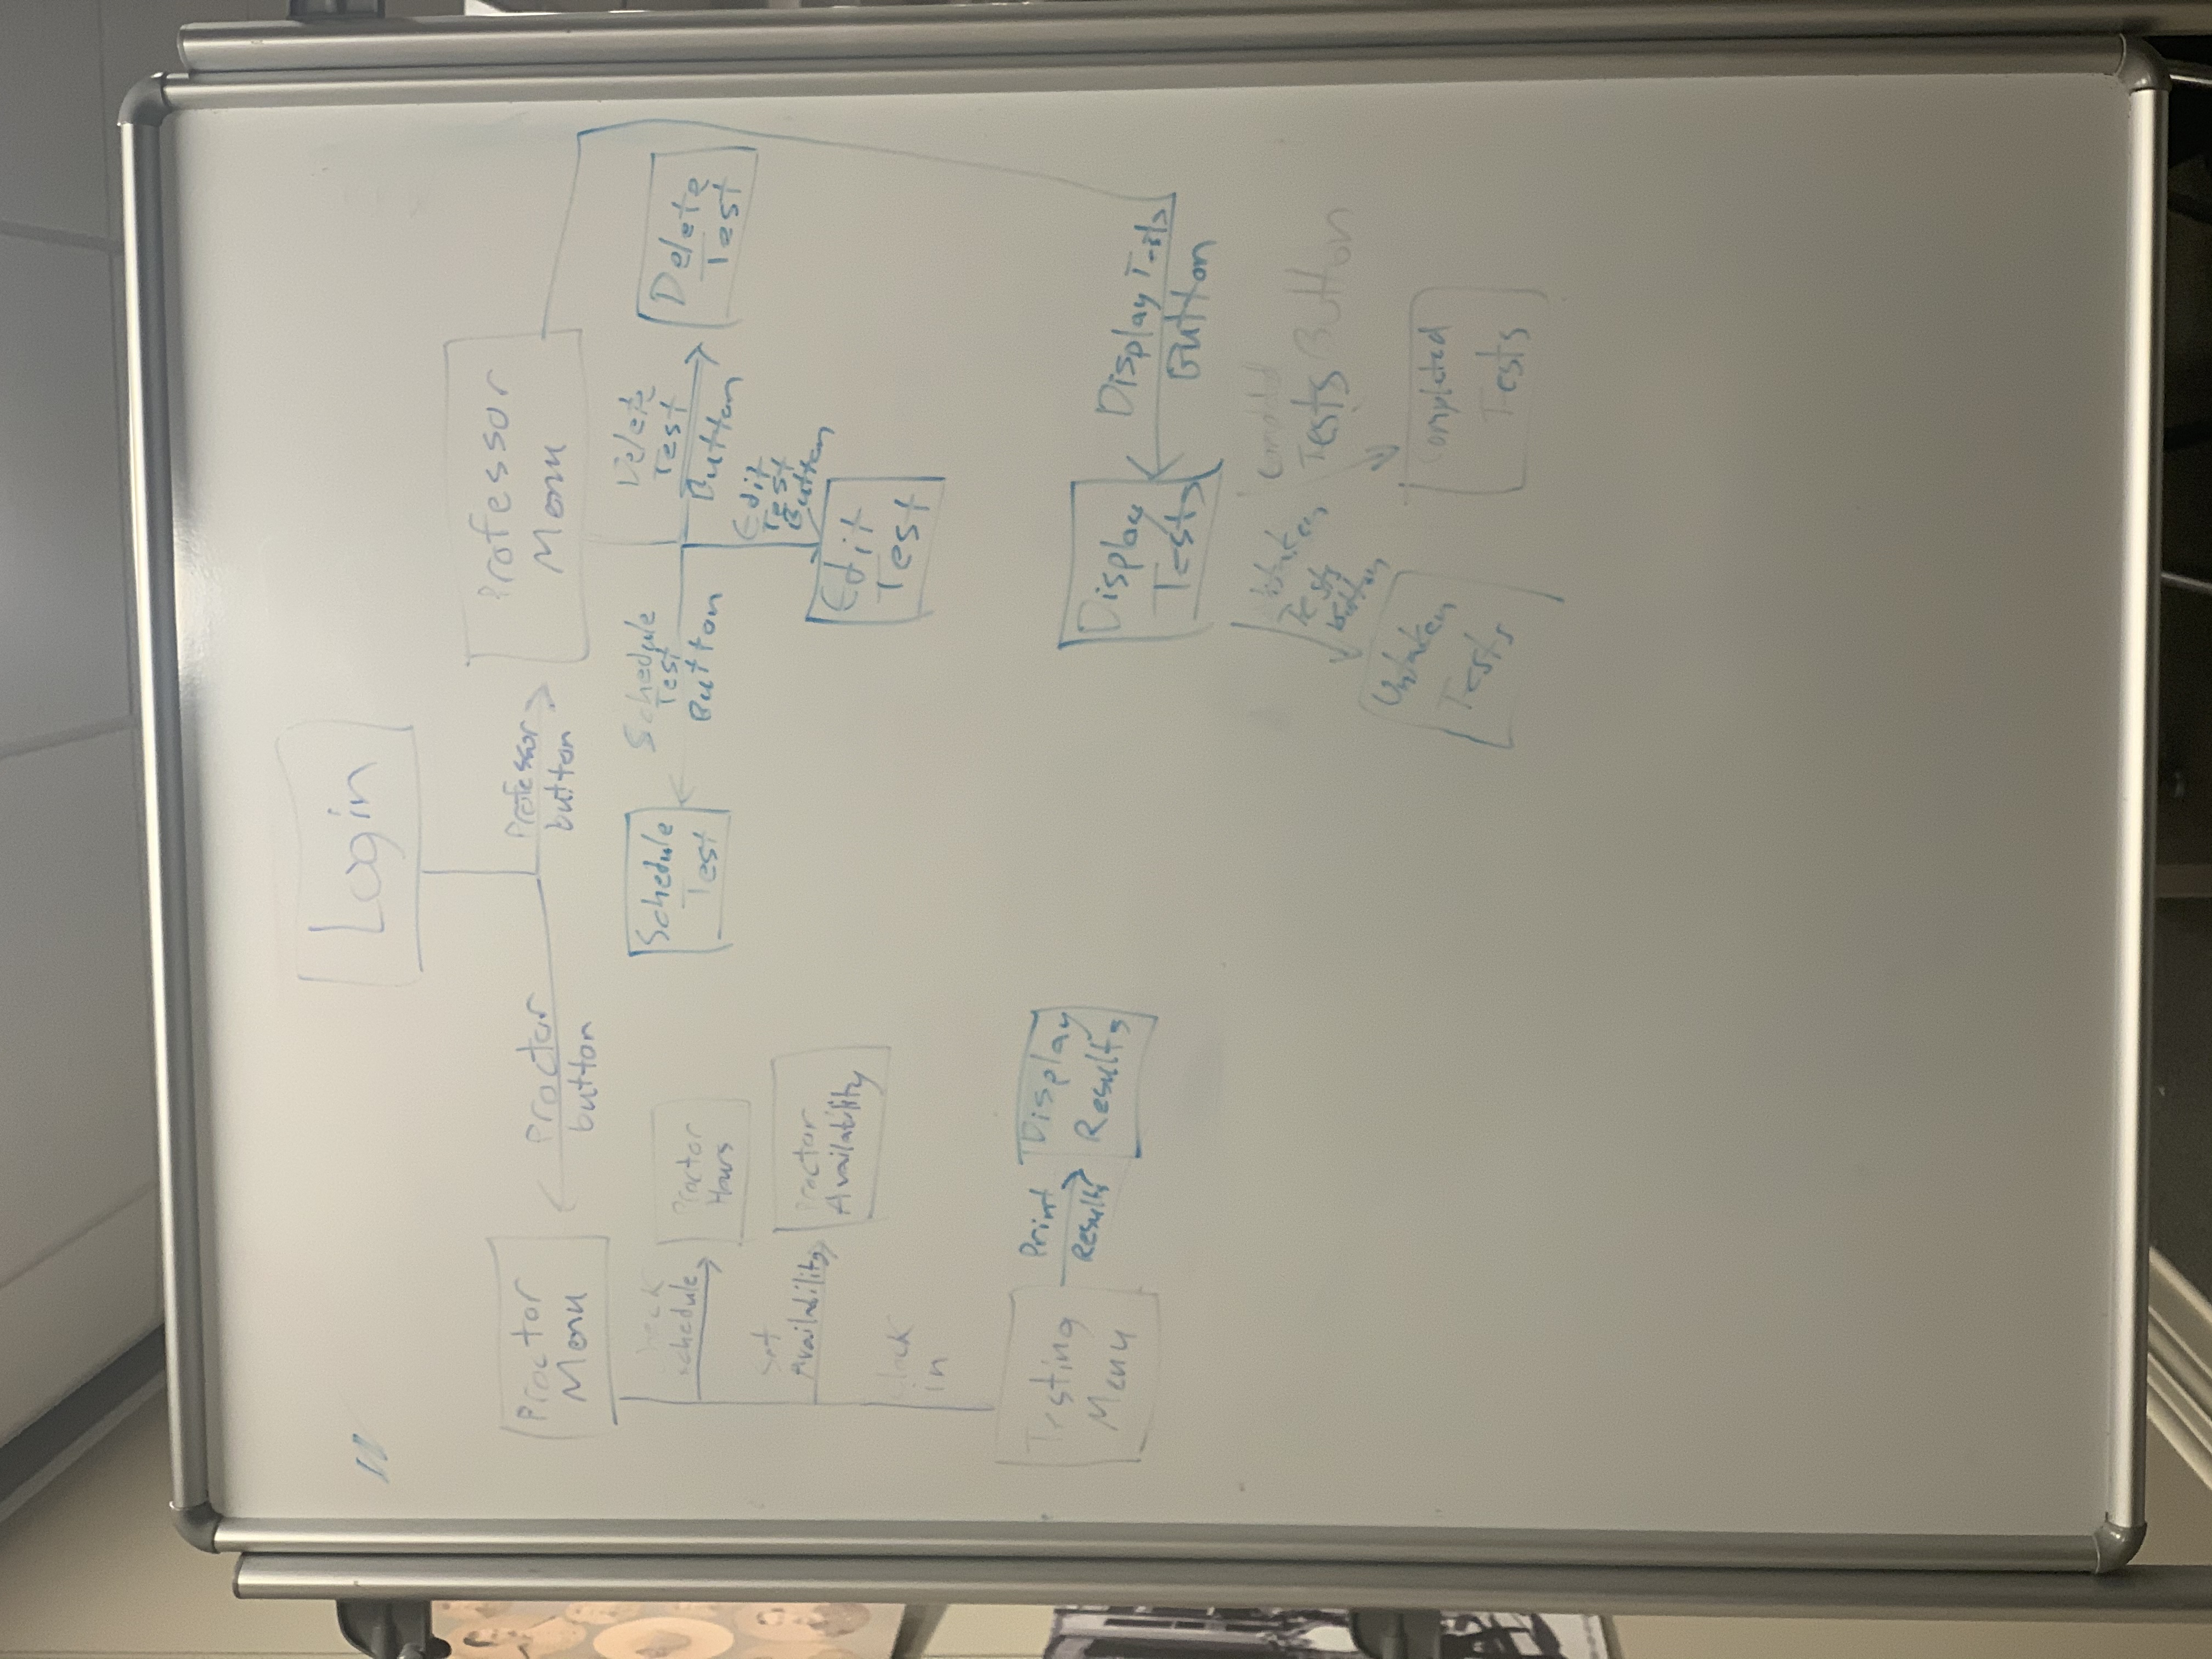 Login
Proctor
Menu
Proctor
button
Professor
button
Professor
Menu
Check
Schedule
Proctor
Hours
Set
Availability
Proctor
Availability
Clock
in
Testing
Menu
Print
Results
Display
Results
Schedule
Test
Schedule
Test
Button
Delete
Test
Button
Delete
Test
Edit
Test
Button
Edit
Test
Display
Tests
Display Tests
Button
Untaken
Tests
Button
Completed
Tests Button
Untaken
Tests
Completed
Tests